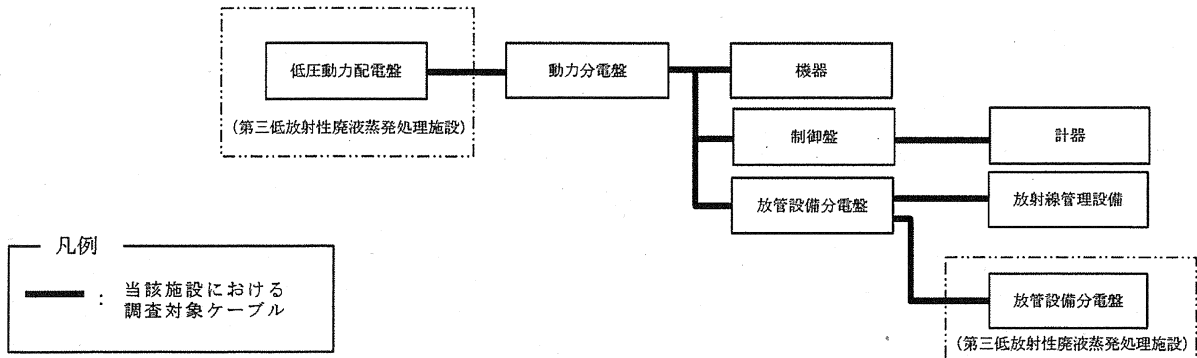 低圧動力配電盤
動力分電盤
機器
(第三低放射性廃液蒸発処理施設)
制御盤
計器
放管設備分電盤
放射線管理設備
凡例
: 当該施設における
調査対象ケーブル
放管設備分電盤
(第三低放射性廃液蒸発処理施設)